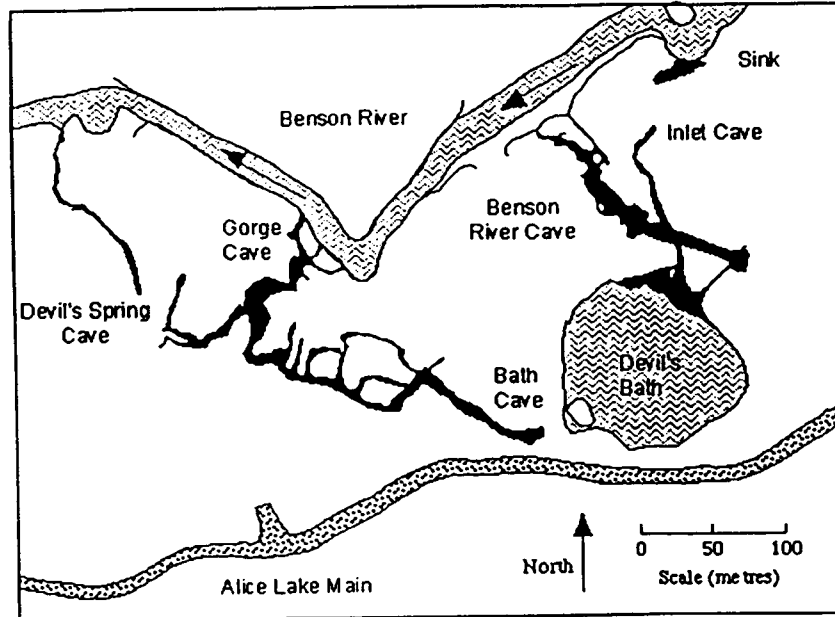 Sink
Benson River
Inlet Cave
Benson
River Cave
Gorge
Cave
Devil's Spring
Cave
Bath
Cave
Devil's
Bath
North
0 50 100
Scale (metres)
Alice Lake Main